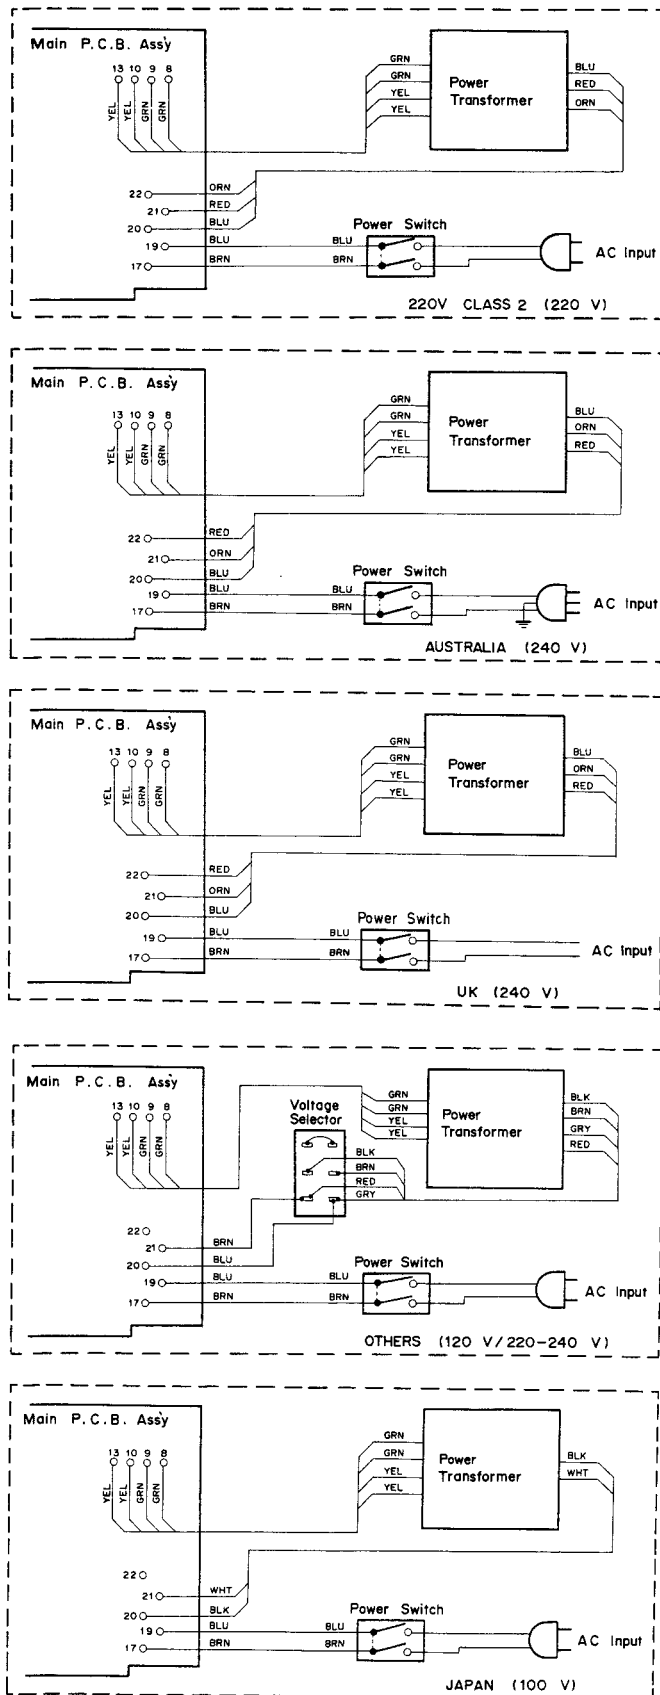 Main P.C.B. Ass'y
13 10 9 8
YEL YEL GRN GRN
GRN
GRN
YEL
YEL
Power
Transformer
BLU
RED
ORN
22 ORN
21 RED
20 BLU
19 BLU BLU
17 BRN BRN
Power Switch
AC Input
220V CLASS 2 (220 V)
Main P.C.B. Ass'y
13 10 9 8
YEL YEL GRN GRN
GRN
GRN
YEL
YEL
Power
Transformer
BLU
ORN
RED
22 RED
21 ORN
20 BLU
19 BLU BLU
17 BRN BRN
Power Switch
AC Input
AUSTRALIA (240 V)
Main P.C.B. Ass'y
13 10 9 8
YEL YEL GRN GRN
GRN
GRN
YEL
YEL
Power
Transformer
BLU
ORN
RED
22 RED
21 ORN
20 BLU
19 BLU BLU
17 BRN BRN
Power Switch
AC Input
UK (240 V)
Main P.C.B. Ass'y
13 10 9 8
YEL YEL GRN GRN
Voltage
Selector
BLK
BRN
RED
GRY
GRN
GRN
YEL
YEL
Power
Transformer
BLK
BRN
GRY
RED
22
21 BRN
20 BLU
19 BLU BLU
17 BRN BRN
Power Switch
AC Input
OTHERS (120 V/220-240 V)
Main P.C.B. Ass'y
13 10 9 8
YEL YEL GRN GRN
GRN
GRN
YEL
YEL
Power
Transformer
BLK
WHT
22
21 WHT
20 BLK
19 BLU BLU
17 BRN BRN
Power Switch
AC Input
JAPAN (100 V)